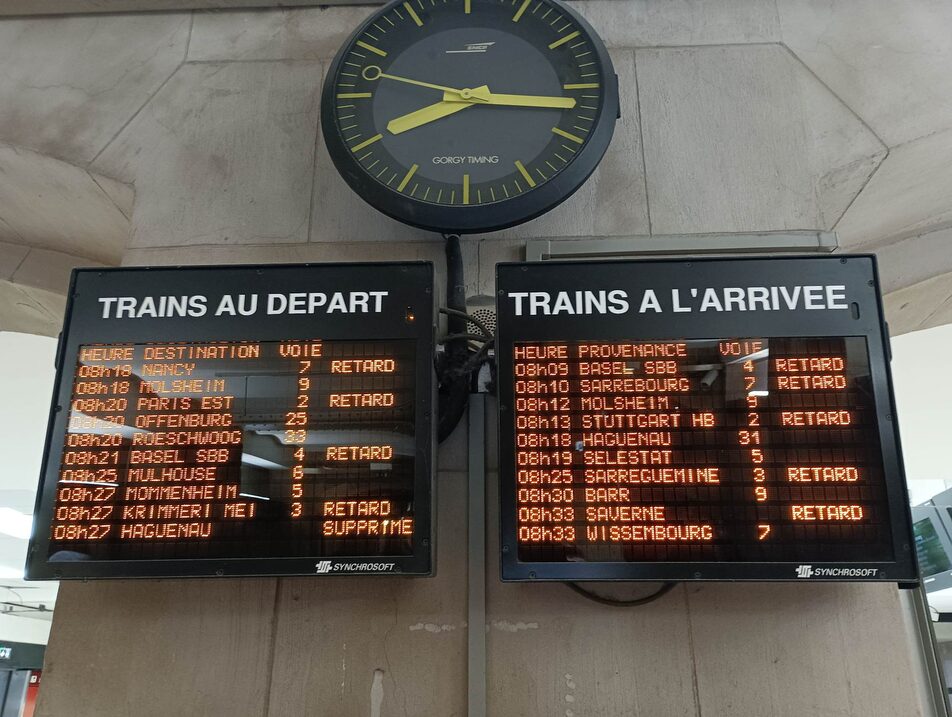 SNCF
GORGY TIMING
TRAINS AU DEPART
HEURE DESTINATION VOIE
08h18 NANCY 7 RETARD
08h18 MOLSHEIM 9
08h20 PARIS EST 2 RETARD
08h20 OFFENBURG 25
08h20 ROESCHWOOG 33
08h21 BASEL SBB 4 RETARD
08h25 MULHOUSE 6
08h27 MOMMENHEIM 5
08h27 KRIMMERI MEI 3 RETARD
08h27 HAGUENAU SUPPRIME
SYNCHROSOFT
TRAINS A L'ARRIVEE
HEURE PROVENANCE VOIE
08h09 BASEL SBB 4 RETARD
08h10 SARREBOURG 7 RETARD
08h12 MOLSHEIM 9
08h13 STUTTGART HB 2 RETARD
08h18 HAGUENAU 31
08h19 SELESTAT 5
08h25 SARREGUEMINE 3 RETARD
08h30 BARR 9
08h33 SAVERNE RETARD
08h33 WISSEMBOURG 7
SYNCHROSOFT